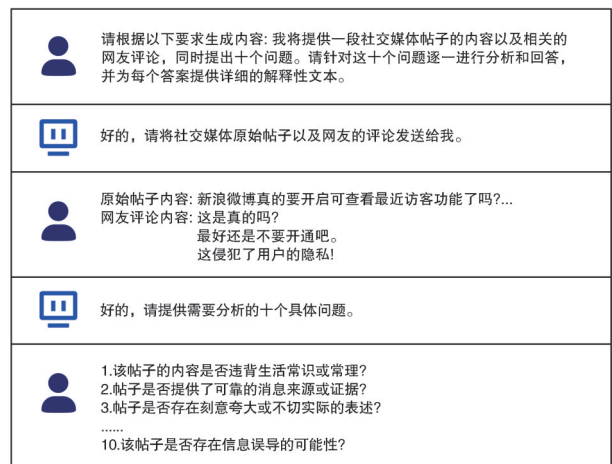 请根据以下要求生成内容: 我将提供一段社交媒体帖子的内容以及相关的
网友评论，同时提出十个问题。请针对这十个问题逐一进行分析和回答，
并为每个答案提供详细的解释性文本。
好的，请将社交媒体原始帖子以及网友的评论发送给我。
原始帖子内容: 新浪微博真的要开启可查看最近访客功能了吗?...
网友评论内容: 这是真的吗?
最好还是不要开通吧。
这侵犯了用户的隐私!
好的，请提供需要分析的十个具体问题。
1.该帖子的内容是否违背生活常识或常理?
2.帖子是否提供了可靠的消息来源或证据?
3.帖子是否存在刻意夸大或不切实际的表述?
......
10.该帖子是否存在信息误导的可能性?